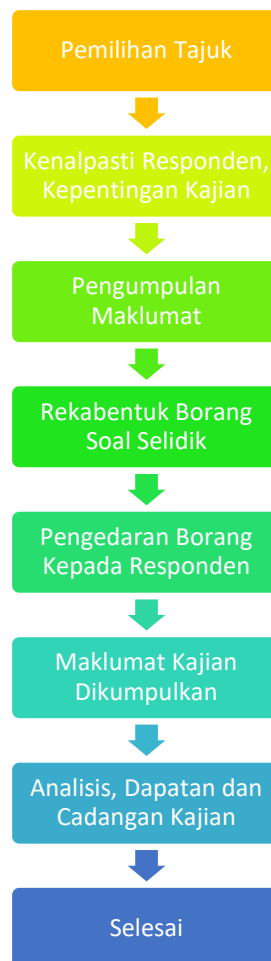 Pemilihan Tajuk
Kenalpasti Responden,
Kepentingan Kajian
Pengumpulan
Maklumat
Rekabentuk Borang
Soal Selidik
Pengedaran Borang
Kepada Responden
Maklumat Kajian
Dikumpulkan
Analisis, Dapatan dan
Cadangan Kajian
Selesai